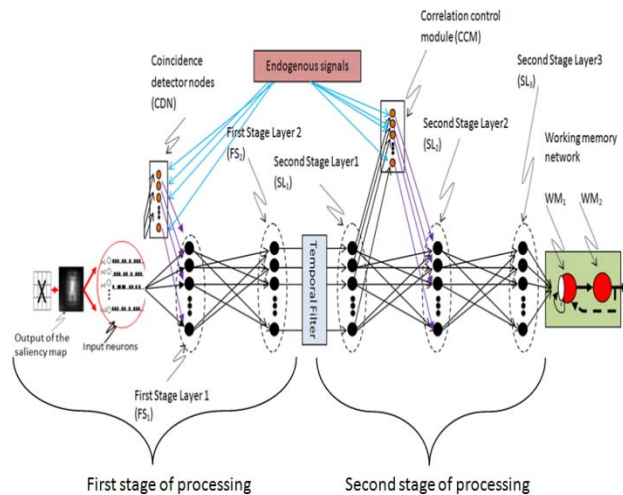 Correlation control
module (CCM)
Second Stage Layer3
(SL₃)
Coincidence
detector nodes
(CDN)
Endogenous signals
First Stage Layer 2
(FS₂)
Second Stage Layer1
(SL₁)
Second Stage Layer2
(SL₂)
Working memory
network
WM₁
WM₂
Temporal Filter
Output of the
saliency map
Input neurons
First Stage Layer 1
(FS₁)
First stage of processing
Second stage of processing